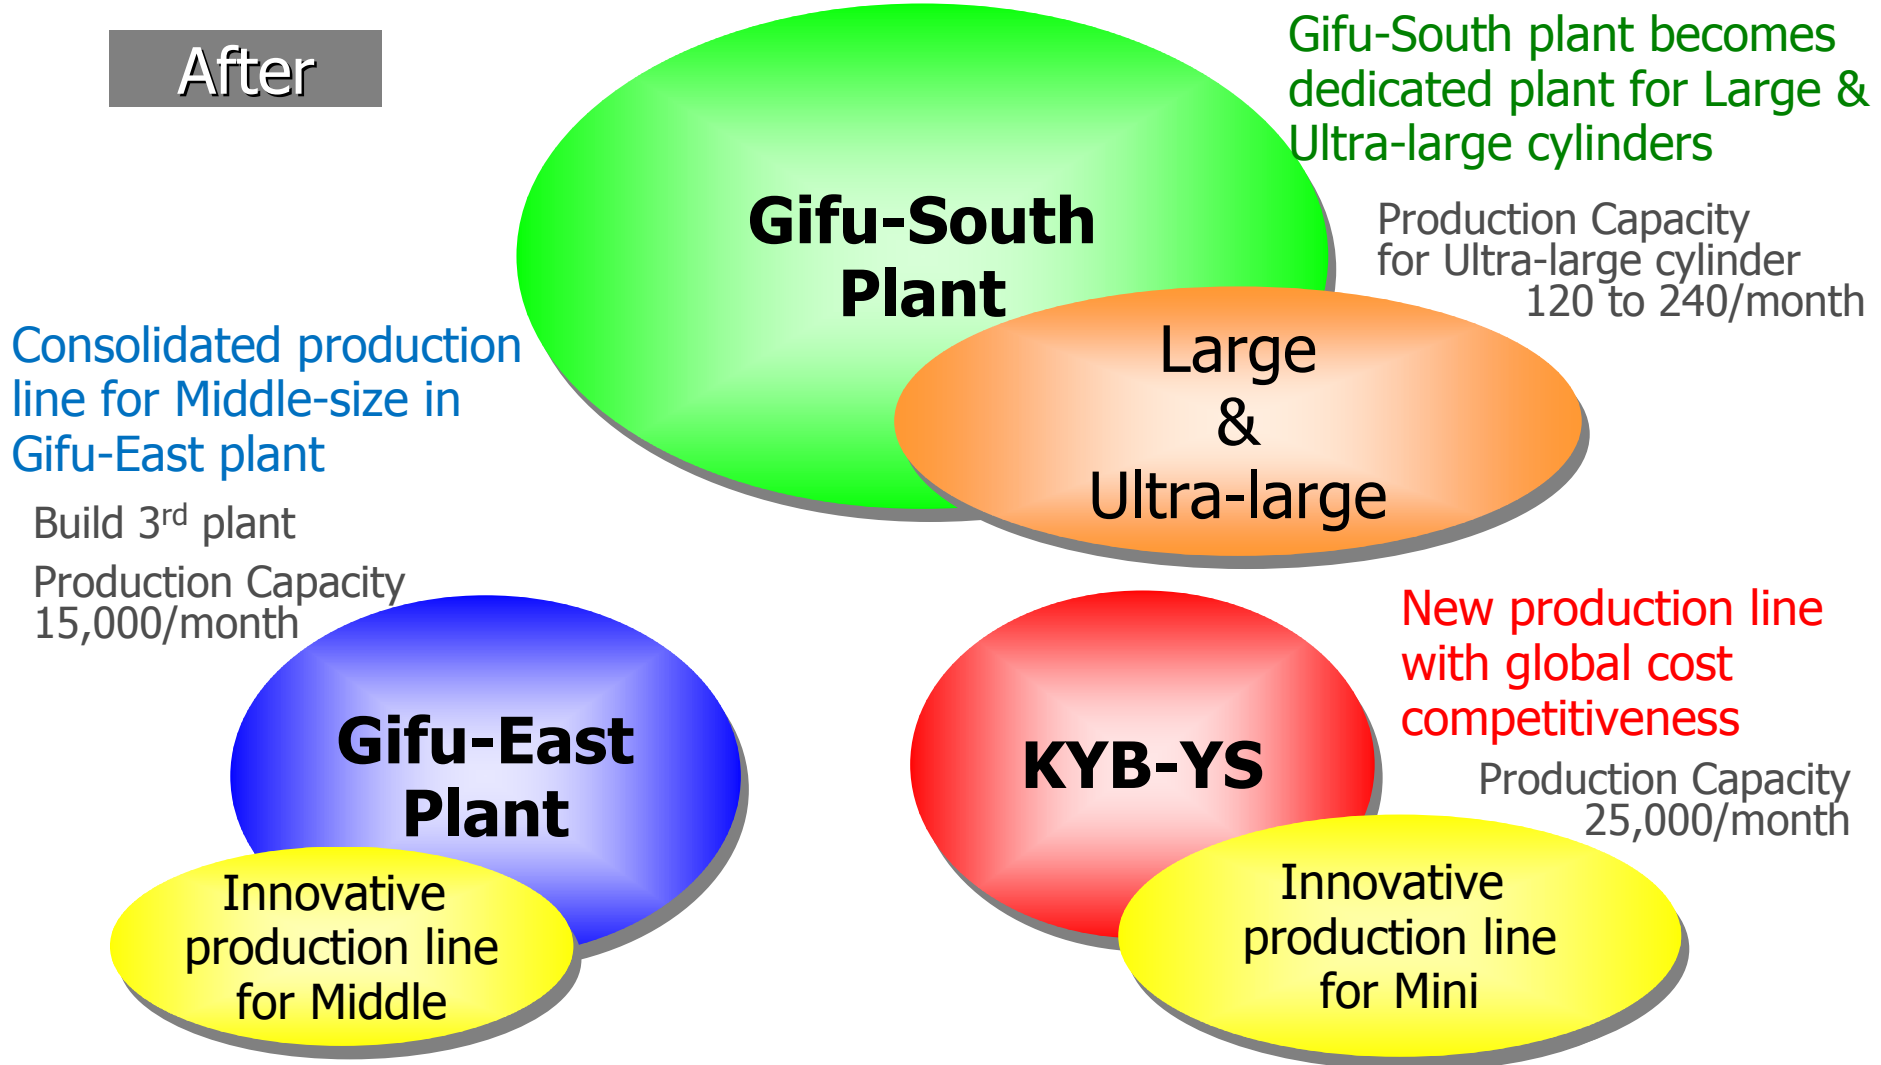 After
Gifu-South plant becomes
dedicated plant for Large &
Ultra-large cylinders
Production Capacity
for Ultra-large cylinder
120 to 240/month
Gifu-South
Plant
Large
&
Ultra-large
Consolidated production
line for Middle-size in
Gifu-East plant
Build 3rd plant
Production Capacity
15,000/month
Gifu-East
Plant
Innovative
production line
for Middle
New production line
with global cost
competitiveness
Production Capacity
25,000/month
KYB-YS
Innovative
production line
for Mini